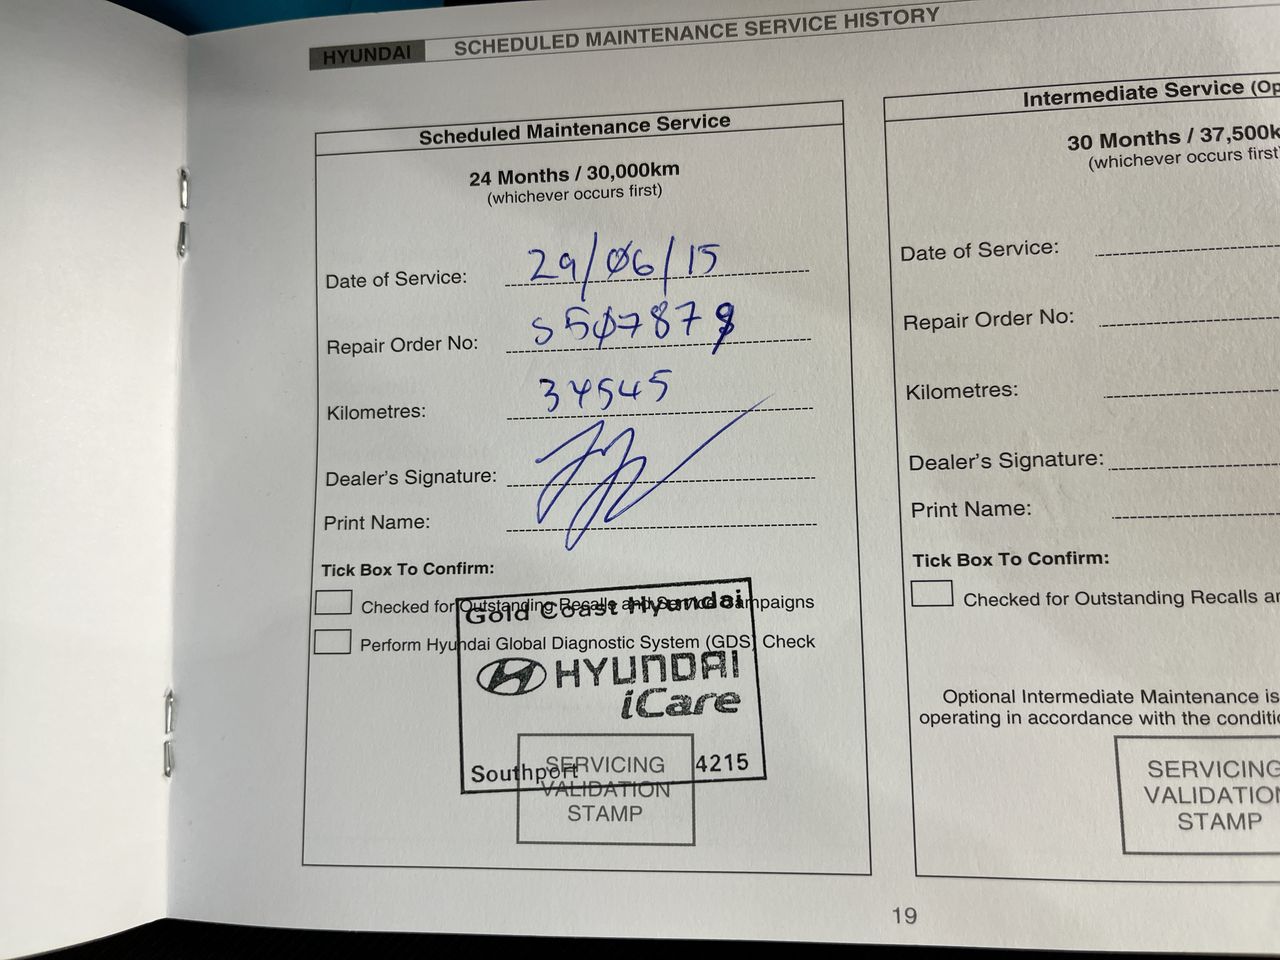 HYUNDAI SCHEDULED MAINTENANCE SERVICE HISTORY
Scheduled Maintenance Service
24 Months / 30,000km
(whichever occurs first)
Date of Service: 29/06/15
Repair Order No:
Kilometres: 34545
Dealer's Signature:
Print Name:
Tick Box To Confirm:
Checked for Outstanding Recalls and Service Campaigns
Perform Hyundai Global Diagnostic System (GDS) Check
Gold Coast Hyundai
HYUNDAI
iCare
Southport 4215
SERVICING
VALIDATION
STAMP
Intermediate Service (Op
30 Months / 37,500k
(whichever occurs first
Date of Service:
Repair Order No:
Kilometres:
Dealer's Signature:
Print Name:
Tick Box To Confirm:
Checked for Outstanding Recalls ar
Optional Intermediate Maintenance is
operating in accordance with the conditi
SERVICING
VALIDATION
STAMP
19